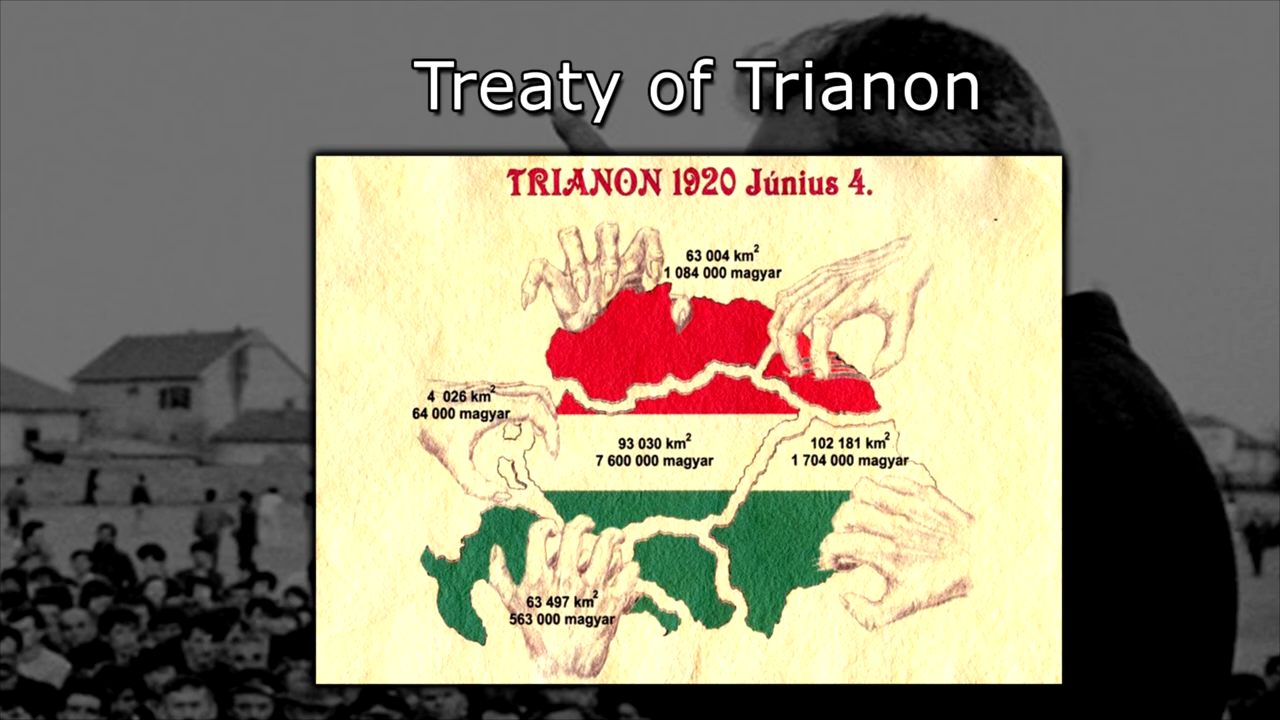 Treaty of Trianon
TRIANON 1920 Június 4.
63 004 km²
1 084 000 magyar
4 026 km²
64 000 magyar
93 030 km²
7 600 000 magyar
102 181 km²
1 704 000 magyar
63 497 km²
563 000 magyar